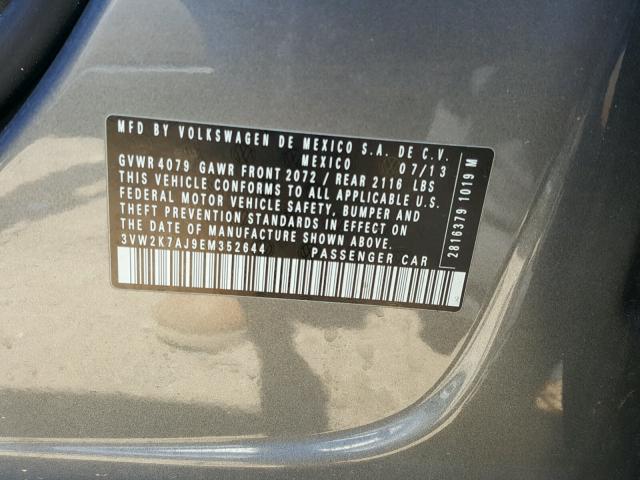 MFD BY VOLKSWAGEN DE MEXICO S.A. DE C.V.
MEXICO 07/13
GVWR 4079 GAWR FRONT 2072 / REAR 2116 LBS
THIS VEHICLE CONFORMS TO ALL APPLICABLE U.S.
FEDERAL MOTOR VEHICLE SAFETY, BUMPER AND
THEFT PREVENTION STANDARDS IN EFFECT ON
THE DATE OF MANUFACTURE SHOWN ABOVE.
3VW2K7AJ9EM352644 PASSENGER CAR
2816379 1019 M